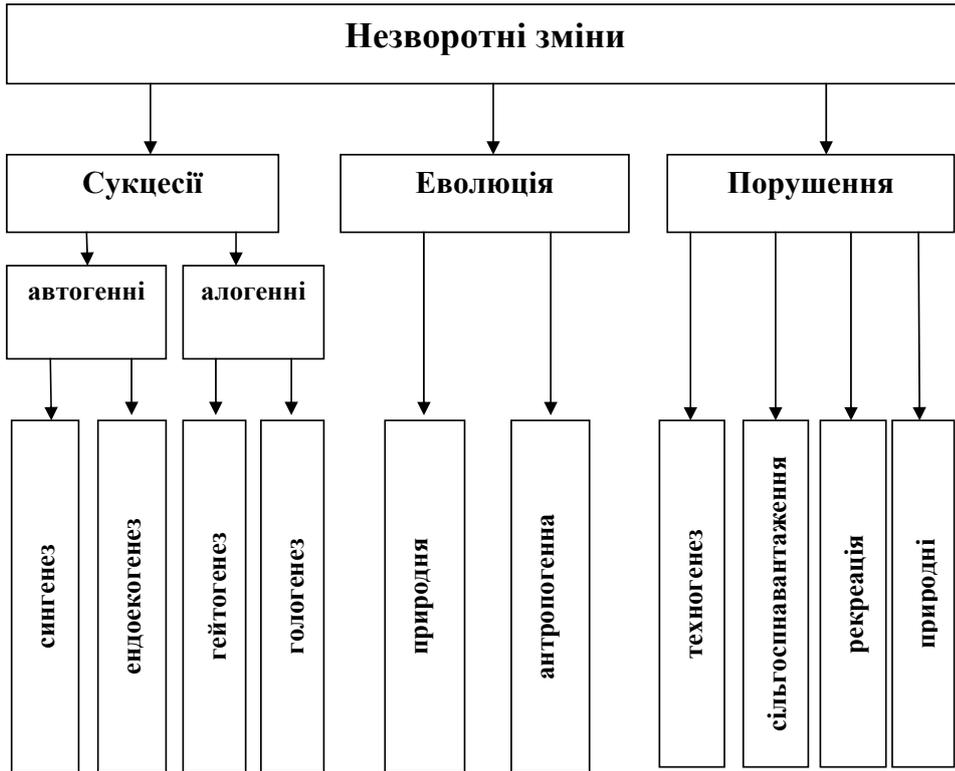 Незворотні зміни
Сукцесії
Еволюція
Порушення
автогенні
алогенні
сингенез
ендоекогенез
гейтогенез
гологенез
природня
антропогенна
техногенез
сільгоспнавантаження
рекреація
природні